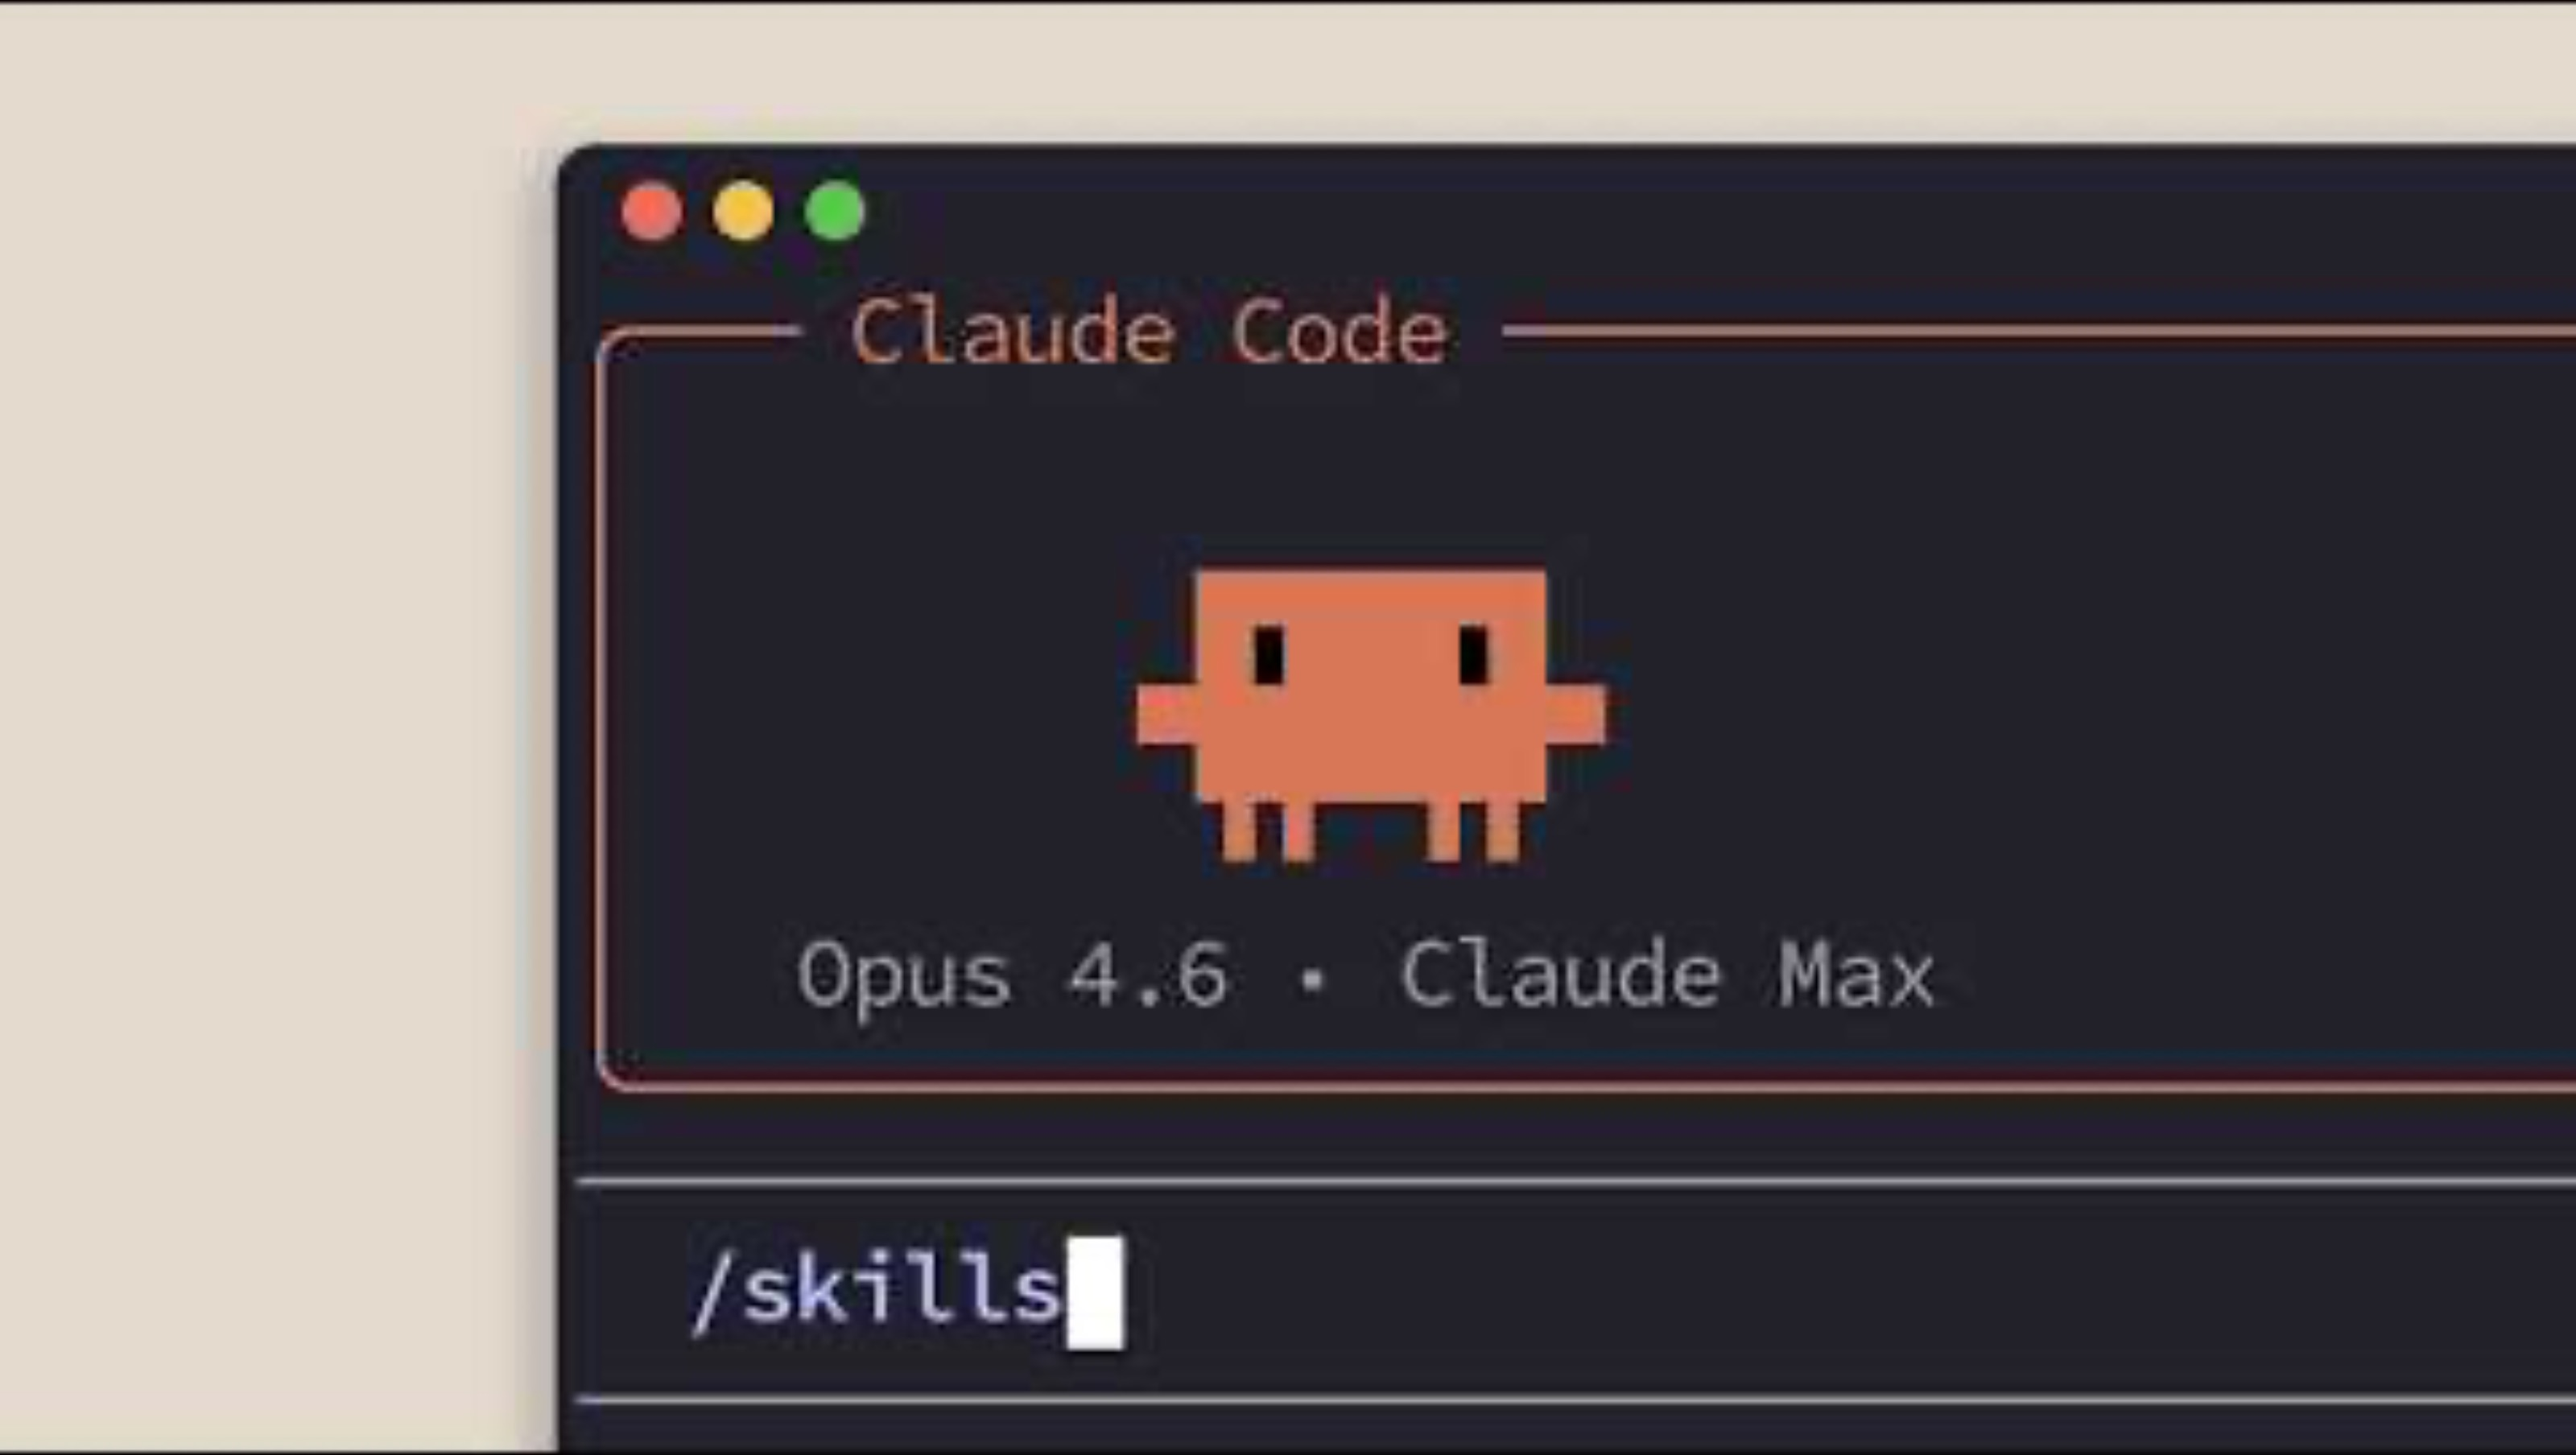 Claude Code
Opus 4.6 · Claude Max
/skills